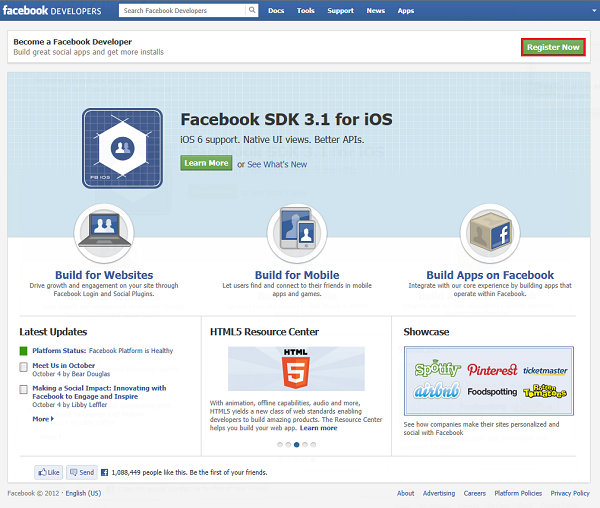 facebook DEVELOPERS
Search Facebook Developers
Docs Tools Support News Apps
Become a Facebook Developer
Build great social apps and get more installs
Register Now
FB IOS
Facebook SDK 3.1 for iOS
iOS 6 support. Native UI views. Better APIs.
Learn More or See What's New
Build for Websites
Drive growth and engagement on your site through
Facebook Login and Social Plugins.
Build for Mobile
Let users find and connect to their friends in mobile
apps and games.
Build Apps on Facebook
Integrate with our core experience by building apps that
operate within Facebook.
Latest Updates
Platform Status: Facebook Platform is Healthy
Meet Us in October
October 4 by Bear Douglas
Making a Social Impact: Innovating with
Facebook to Engage and Inspire
October 4 by Libby Leffler
More
HTML5 Resource Center
HTML
5
With animation, offline capabilities, audio and more,
HTML5 yields a new class of web standards enabling
developers to build amazing products. The Resource Center
helps you build your web app. Learn more
Showcase
Spotify Pinterest ticketmaster
airbnb Foodspotting Rotten Tomatoes
See how companies make their sites personalized and
social with Facebook
Like Send 1,088,449 people like this. Be the first of your friends.
Facebook © 2012 · English (US)
About Advertising Careers Platform Policies Privacy Policy